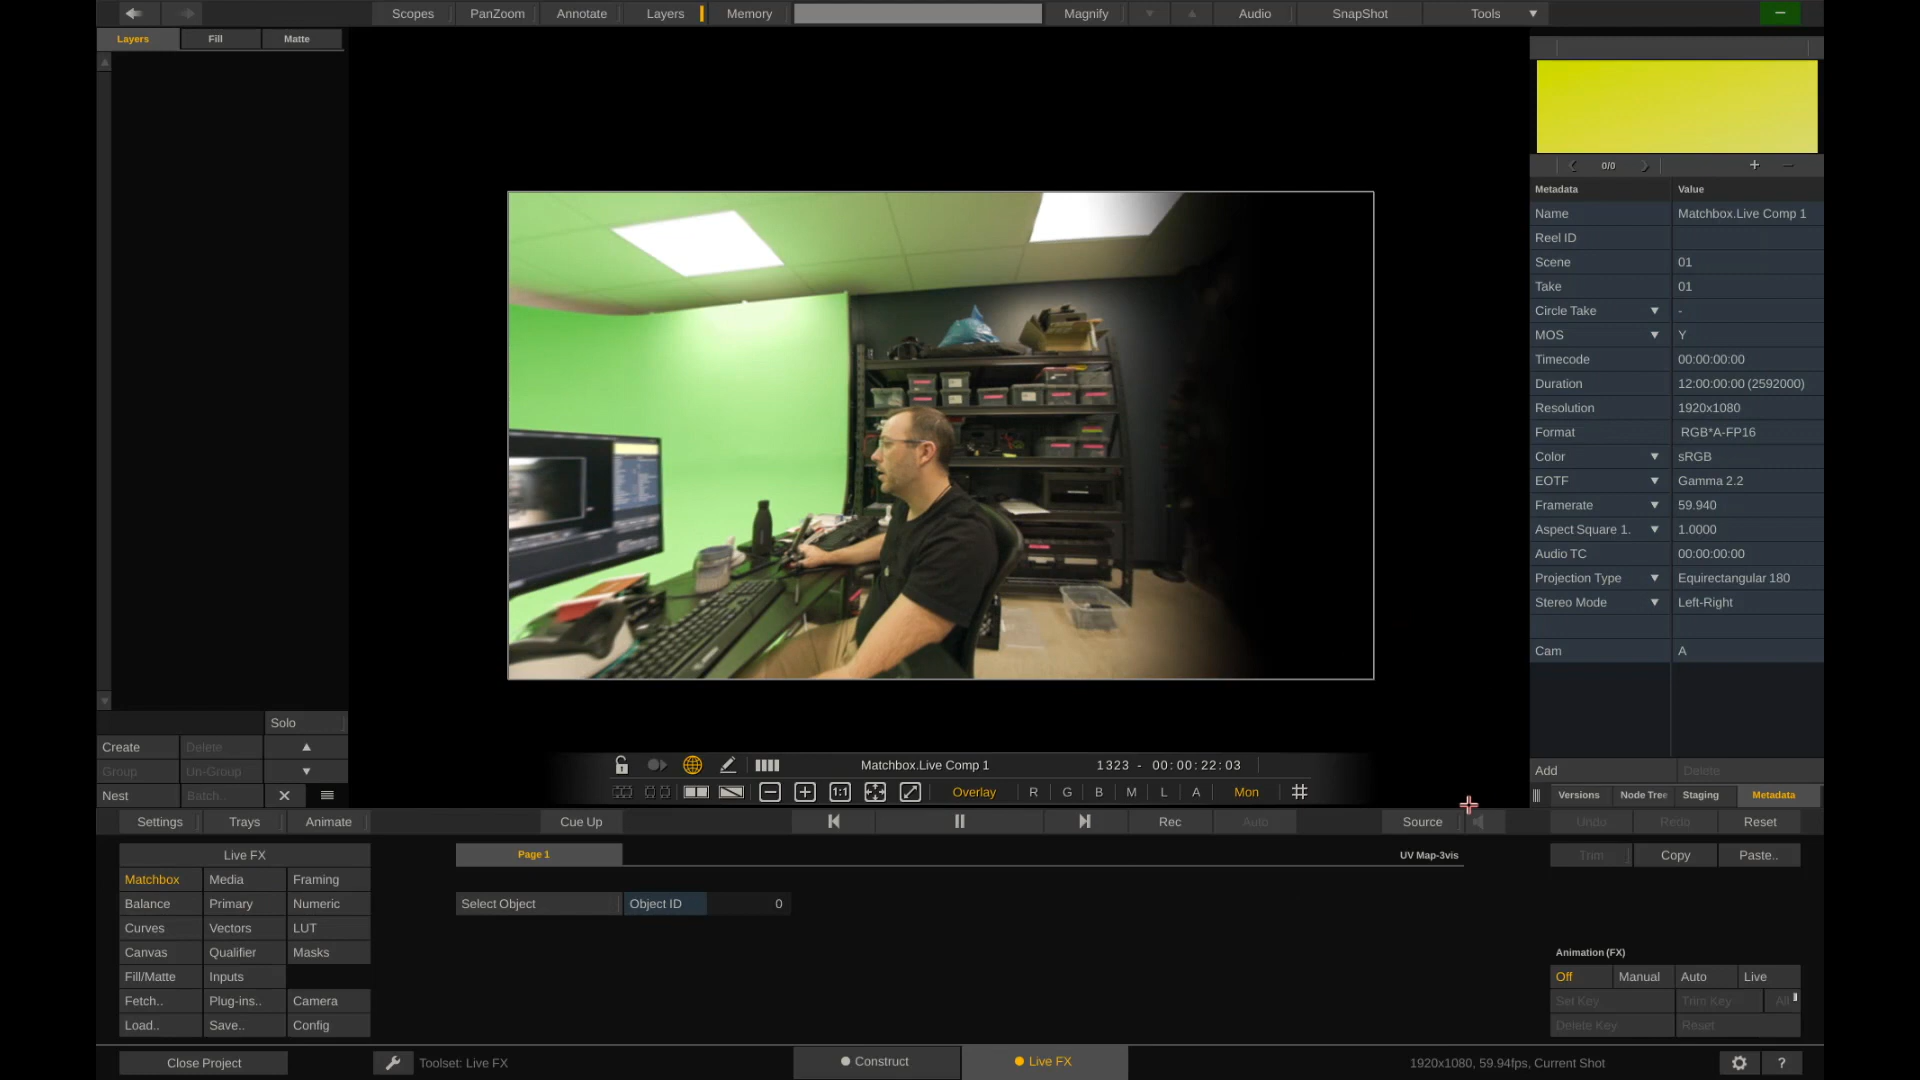 Scopes PanZoom Annotate Layers Memory Magnify Audio SnapShot Tools
Layers Fill Matte
0/0
Metadata Value
Name Matchbox.Live Comp 1
Reel ID
Scene 01
Take 01
Circle Take -
MOS Y
Timecode 00:00:00:00
Duration 12:00:00:00 (2592000)
Resolution 1920x1080
Format RGB*A-FP16
Color sRGB
EOTF Gamma 2.2
Framerate 59.940
Aspect Square 1. 1.0000
Audio TC 00:00:00:00
Projection Type Equirectangular 180
Stereo Mode Left-Right
Cam A
Solo
Create Delete
Group Un-Group
Nest Batch..
Matchbox.Live Comp 1 1323 - 00:00:22:03
1:1 Overlay R G B M L A Mon
Add Delete
Versions Node Tree Staging Metadata
Settings Trays Animate Cue Up Rec Auto Source Undo Redo Reset
Live FX Page 1 UV Map-3vis Trim Copy Paste..
Matchbox Media Framing
Balance Primary Numeric Select Object Object ID 0
Curves Vectors LUT
Canvas Qualifier Masks Animation (FX)
Fill/Matte Inputs Off Manual Auto Live
Fetch.. Plug-ins.. Camera Set Key Trim Key All
Load.. Save.. Config Delete Key Reset
Close Project Toolset: Live FX Construct Live FX 1920x1080, 59.94fps, Current Shot ?